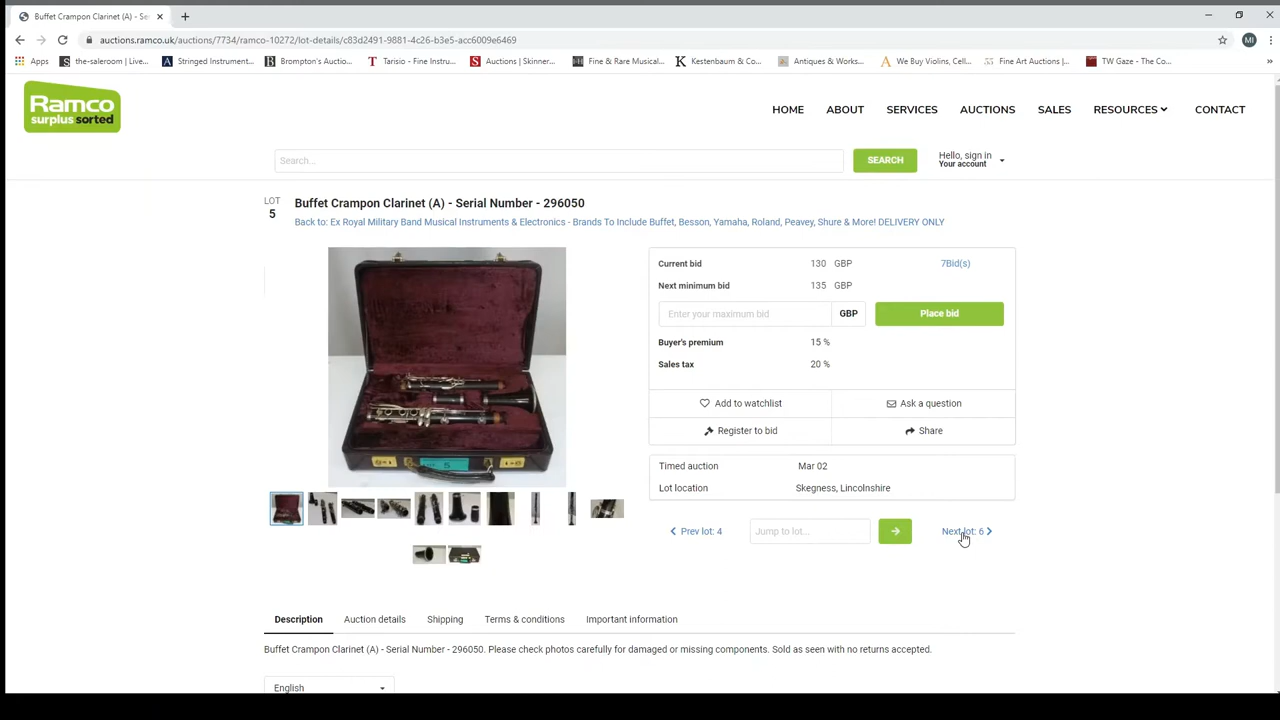 Buffet Crampon Clarinet (A) - Se
auctions.ramco.uk/auctions/7734/ramco-10272/lot-details/c83d2491-9881-4c26-b3e5-acc6009e6469
MI
Apps the-saleroom | Live... Stringed Instrument... Brompton's Auctio... Tarisio - Fine Instru... Auctions | Skinner... Fine & Rare Musical... Kestenbaum & Co... Antiques & Works... We Buy Violins, Cell... Fine Art Auctions |... TW Gaze - The Co...
Ramco
surplus sorted
HOME ABOUT SERVICES AUCTIONS SALES RESOURCES CONTACT
Search... SEARCH
Hello, sign in
Your account
LOT
5
Buffet Crampon Clarinet (A) - Serial Number - 296050
Back to: Ex Royal Military Band Musical Instruments & Electronics - Brands To Include Buffet, Besson, Yamaha, Roland, Peavey, Shure & More! DELIVERY ONLY
Current bid 130 GBP 7Bid(s)
Next minimum bid 135 GBP
Enter your maximum bid GBP Place bid
Buyer's premium 15 %
Sales tax 20 %
Add to watchlist Ask a question
Register to bid Share
Timed auction Mar 02
Lot location Skegness, Lincolnshire
Prev lot: 4 Jump to lot... Next lot: 6
5
Description Auction details Shipping Terms & conditions Important information
Buffet Crampon Clarinet (A) - Serial Number - 296050. Please check photos carefully for damaged or missing components. Sold as seen with no returns accepted.
English